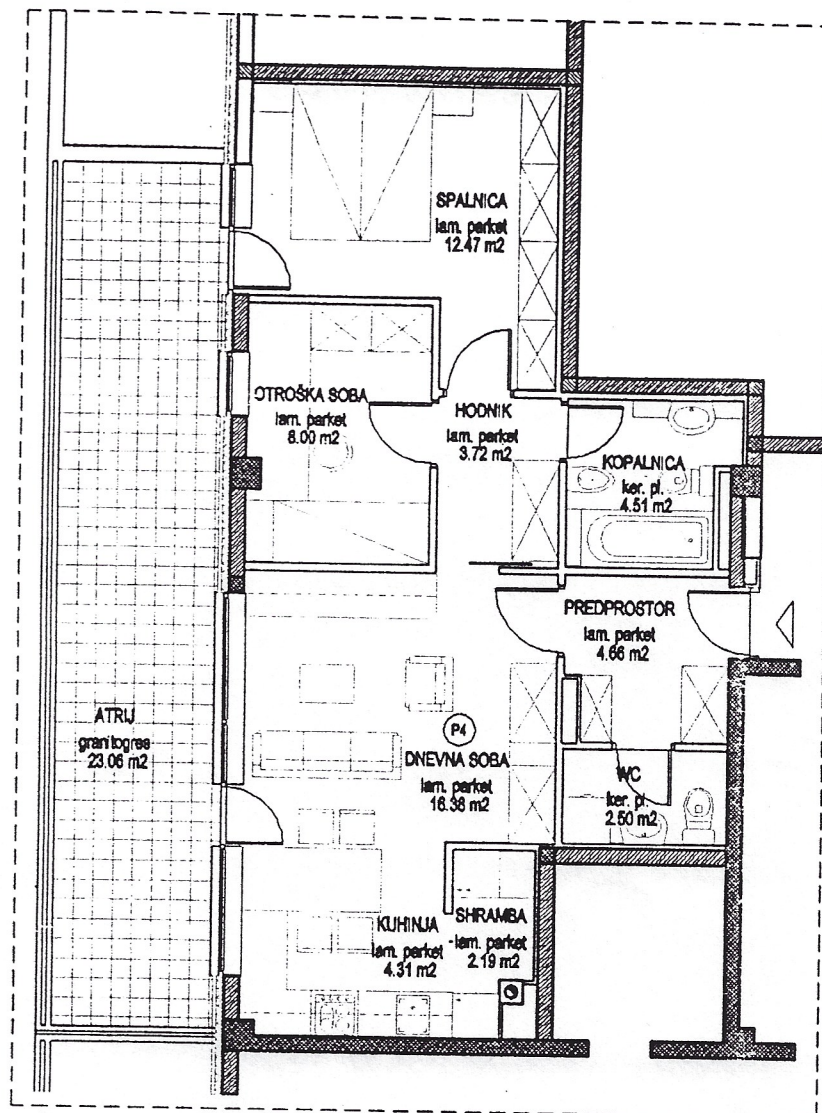 SPALNICA
lam. parket
12.47 m2
OTROŠKA SOBA
lam. parket
8.00 m2
HODNIK
lam. parket
3.72 m2
KOPALNICA
ker. pl.
4.51 m2
PREDPROSTOR
lam. parket
4.66 m2
ATRIJ
granitogres
23.06 m2
P4
DNEVNA SOBA
lam. parket
16.38 m2
WC
ker. pl.
2.50 m2
KUHINJA
lam. parket
4.31 m2
SHRAMBA
lam. parket
2.19 m2